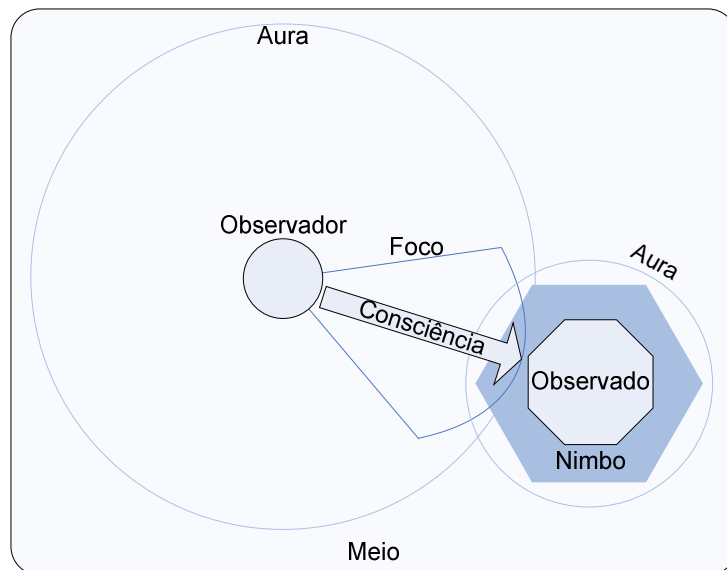 Aura
Observador
Foco
Aura
Consciência
Observado
Nimbo
Meio